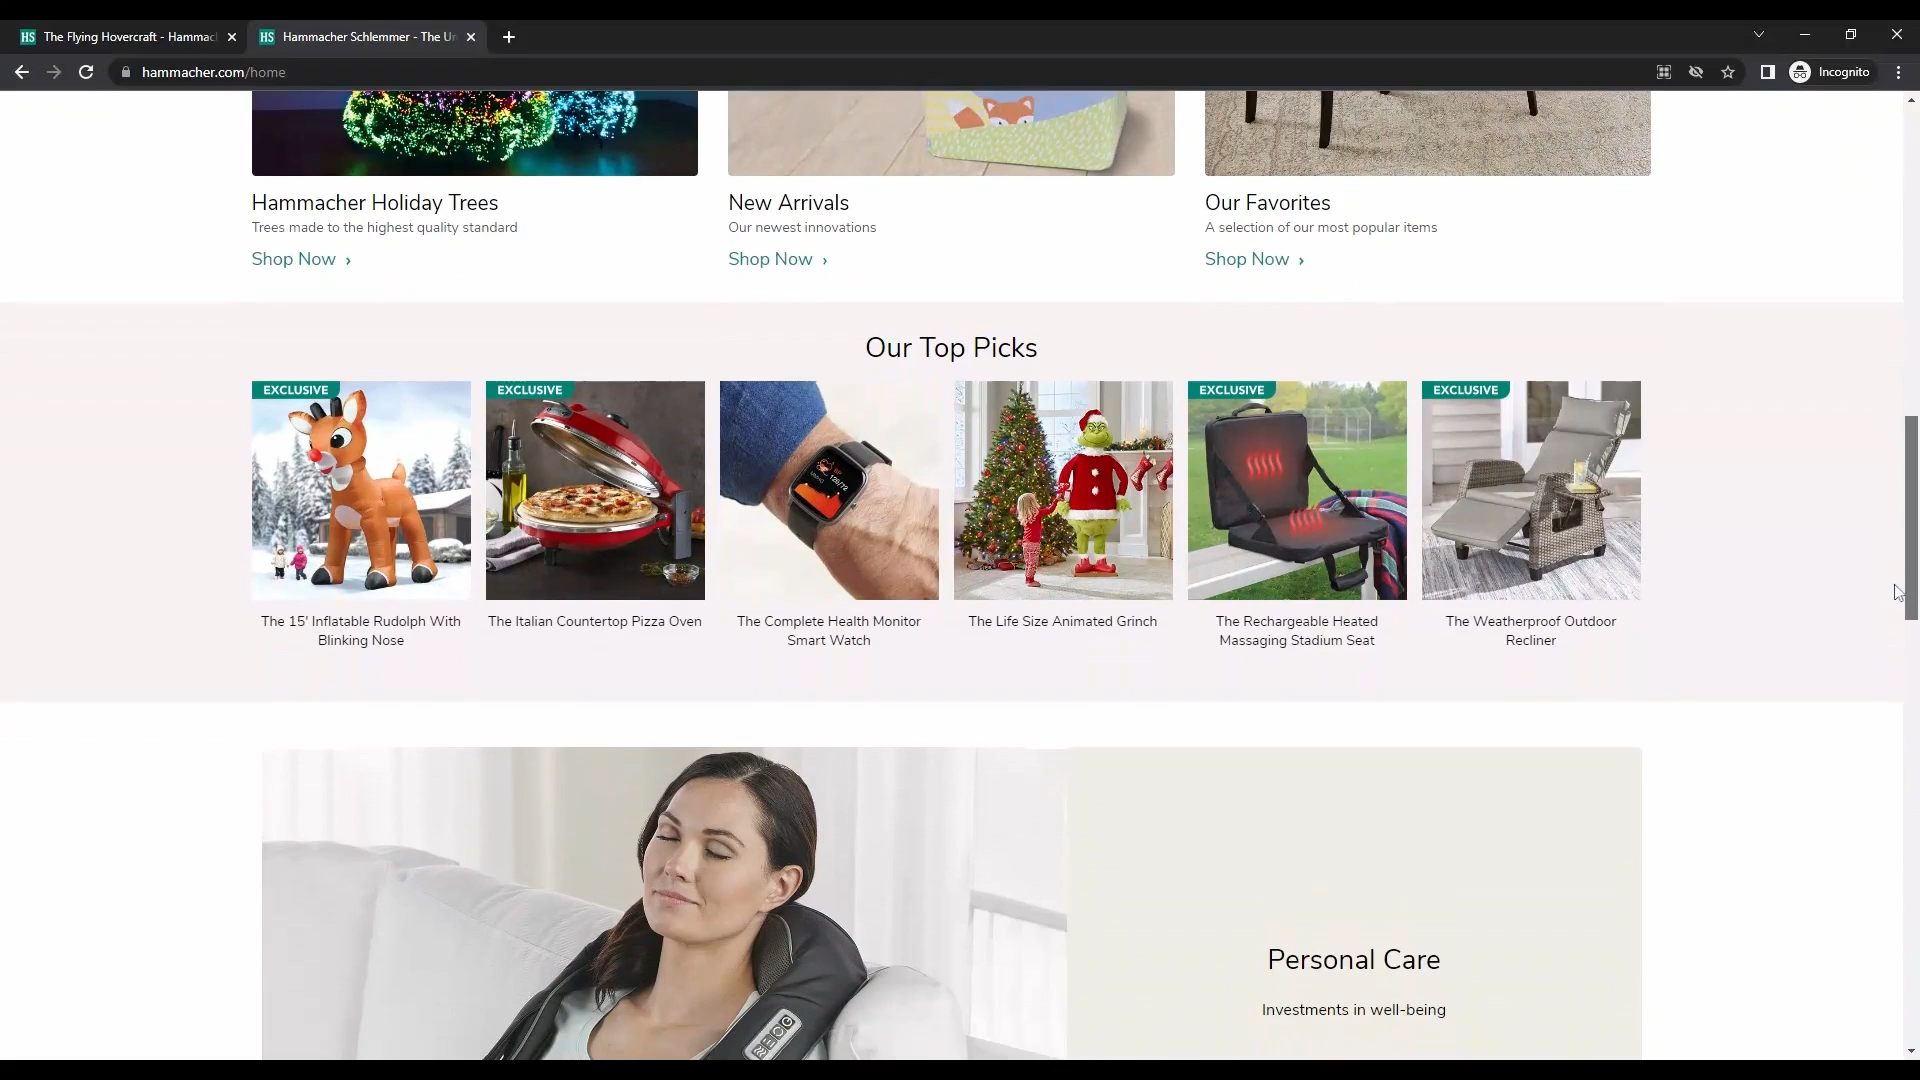 HS The Flying Hovercraft - Hammac
HS Hammacher Schlemmer - The Un
hammacher.com/home
Incognito
Hammacher Holiday Trees
Trees made to the highest quality standard
Shop Now ›
New Arrivals
Our newest innovations
Shop Now ›
Our Favorites
A selection of our most popular items
Shop Now ›
Our Top Picks
EXCLUSIVE
EXCLUSIVE
EXCLUSIVE
EXCLUSIVE
The 15' Inflatable Rudolph With
Blinking Nose
The Italian Countertop Pizza Oven
The Complete Health Monitor
Smart Watch
The Life Size Animated Grinch
The Rechargeable Heated
Massaging Stadium Seat
The Weatherproof Outdoor
Recliner
Personal Care
Investments in well-being